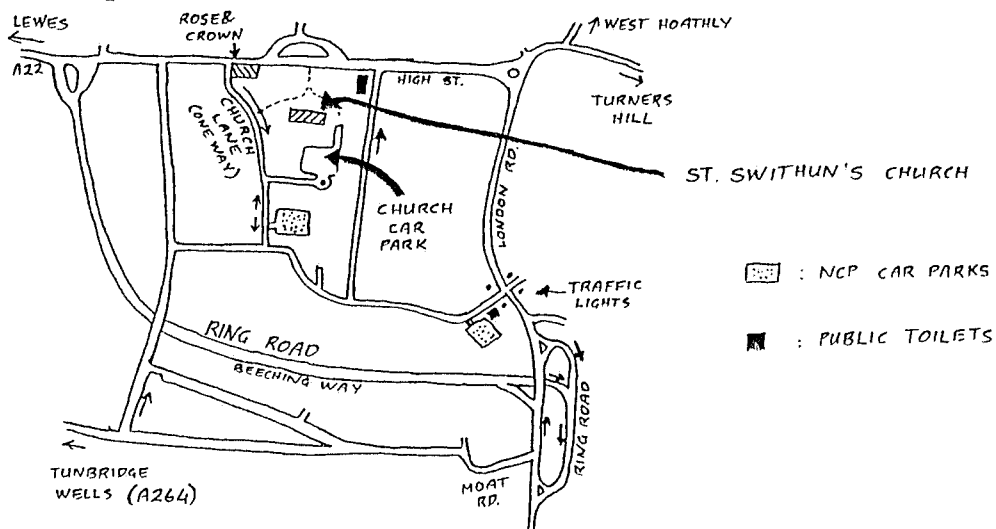 LEWES
A22
ROSE &
CROWN
WEST HOATHLY
TURNERS
HILL
HIGH ST.
CHURCH
LANE
(ONE WAY)
CHURCH
CAR
PARK
LONDON RD.
ST. SWITHUN'S CHURCH
: NCP CAR PARKS
: PUBLIC TOILETS
TRAFFIC
LIGHTS
RING ROAD
BEECHING WAY
RING ROAD
TUNBRIDGE
WELLS (A264)
MOAT
RD.